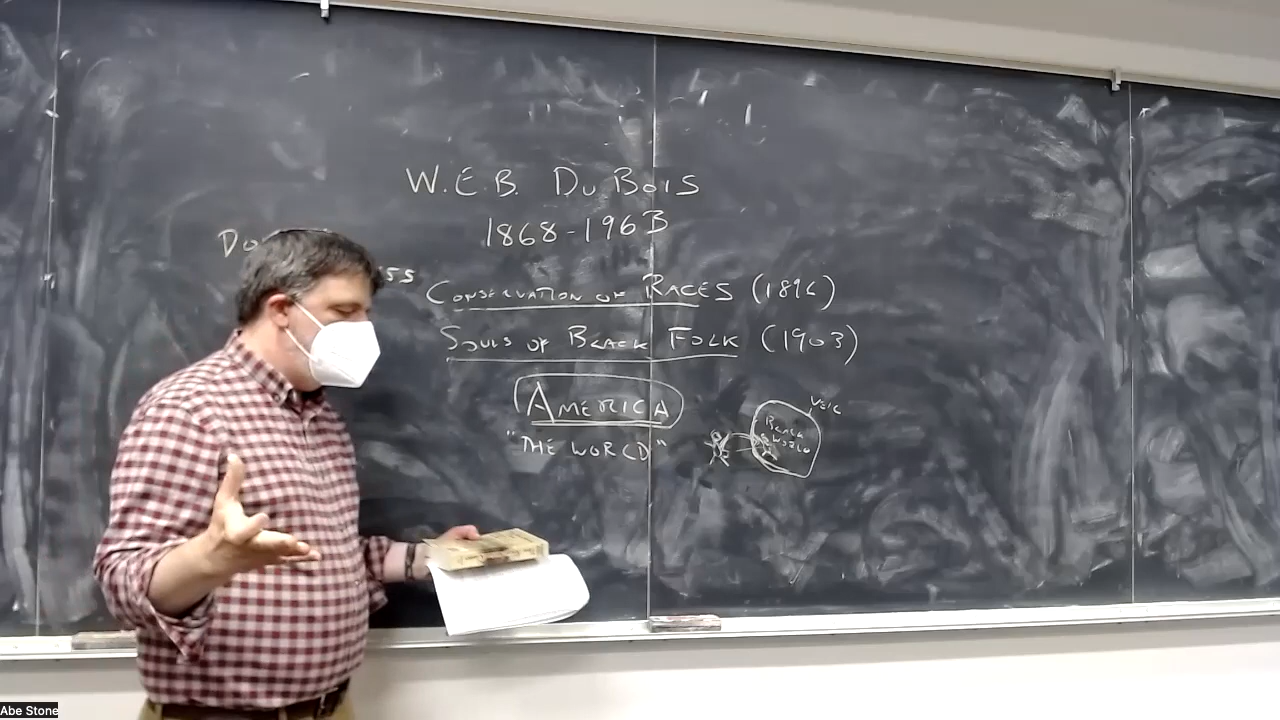 W.E.B. DU BOIS
1868-1963
CONSERVATION OF RACES (1896)
SOULS OF BLACK FOLK (1903)
AMERICA
"THE WORLD"
VEIL
BLACK
WORLD
Abe Stone